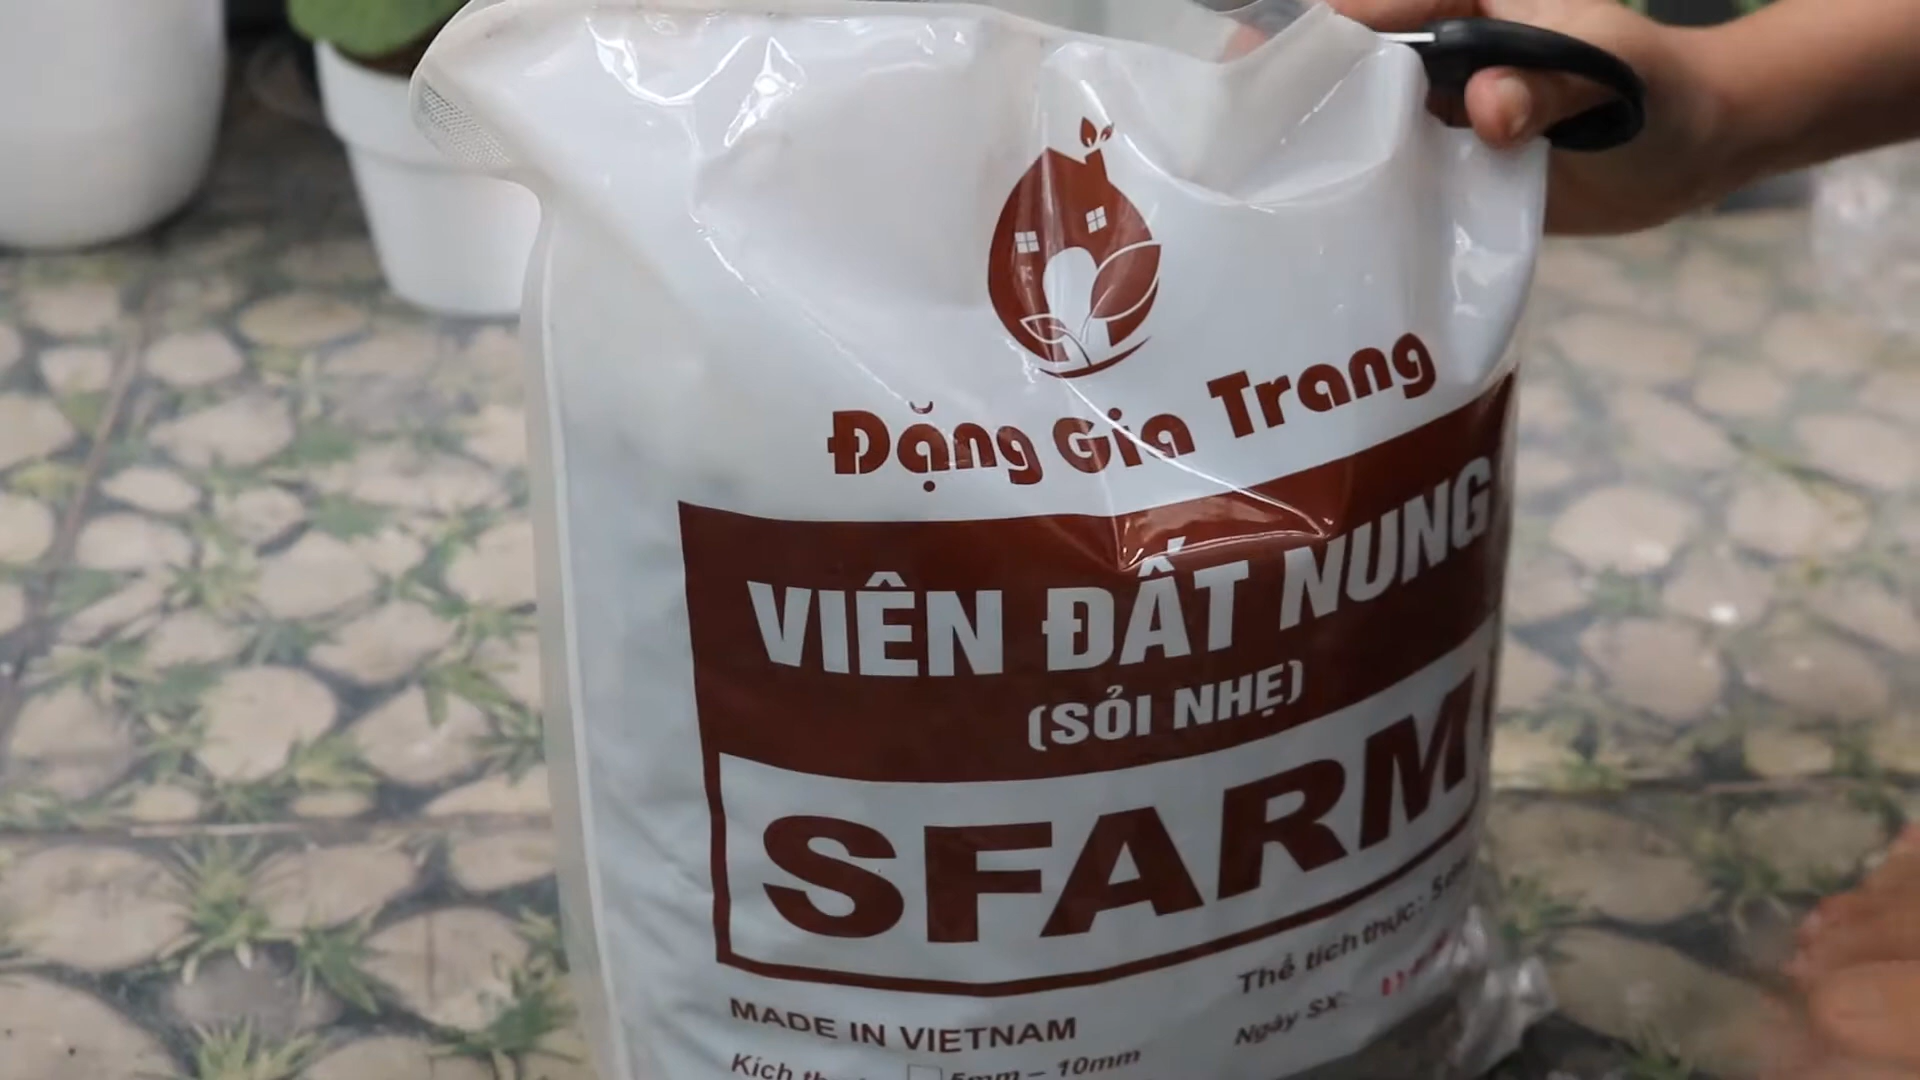 Đặng Gia Trang
VIÊN ĐẤT NUNG
(SỎI NHẸ)
SFARM
Thể tích thực:
MADE IN VIETNAM
Ngày Sx:
Kích
5mm – 10mm